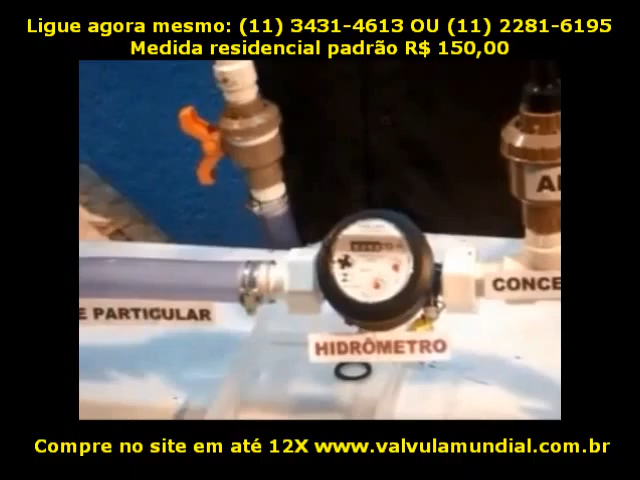 Ligue agora mesmo: (11) 3431-4613 OU (11) 2281-6195
Medida residencial padrão R$ 150,00
E PARTICULAR
HIDRÔMETRO
CONCE
Compre no site em até 12X www.valvulamundial.com.br